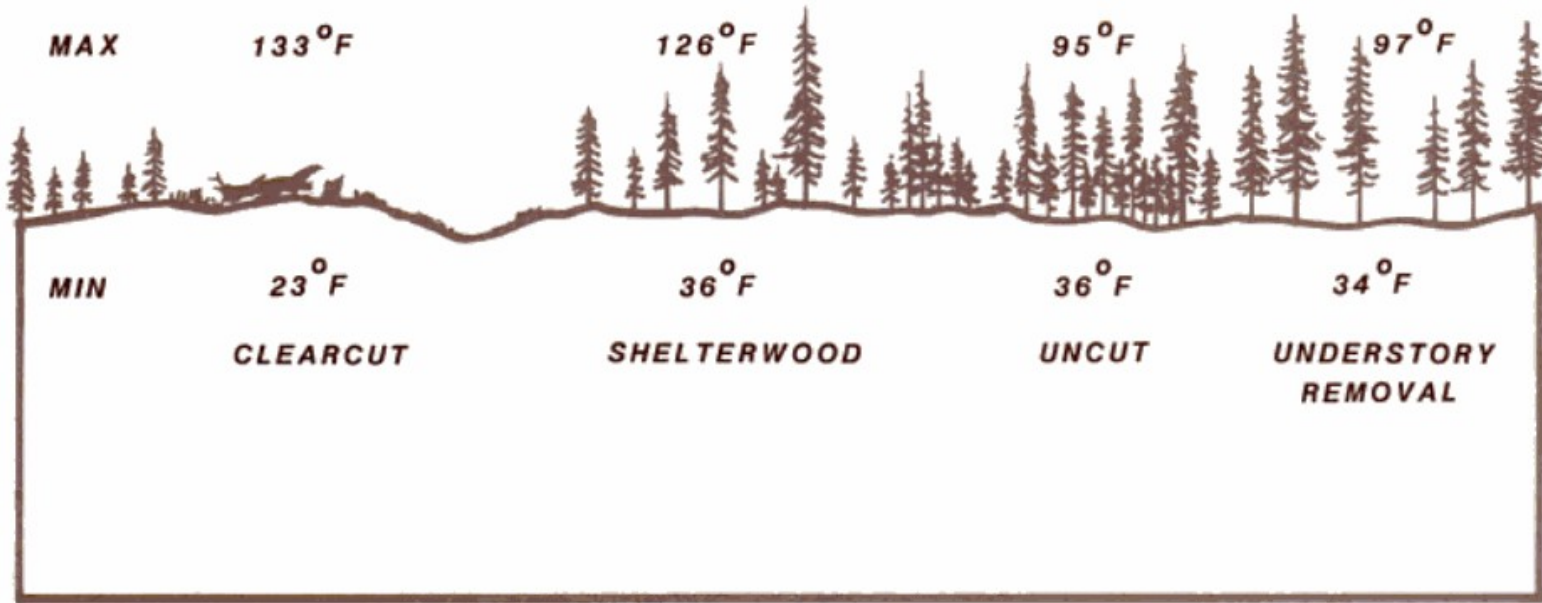 MAX 133°F 126°F 95°F 97°F
MIN 23°F 36°F 36°F 34°F
CLEARCUT SHELTERWOOD UNCUT UNDERSTORY
REMOVAL